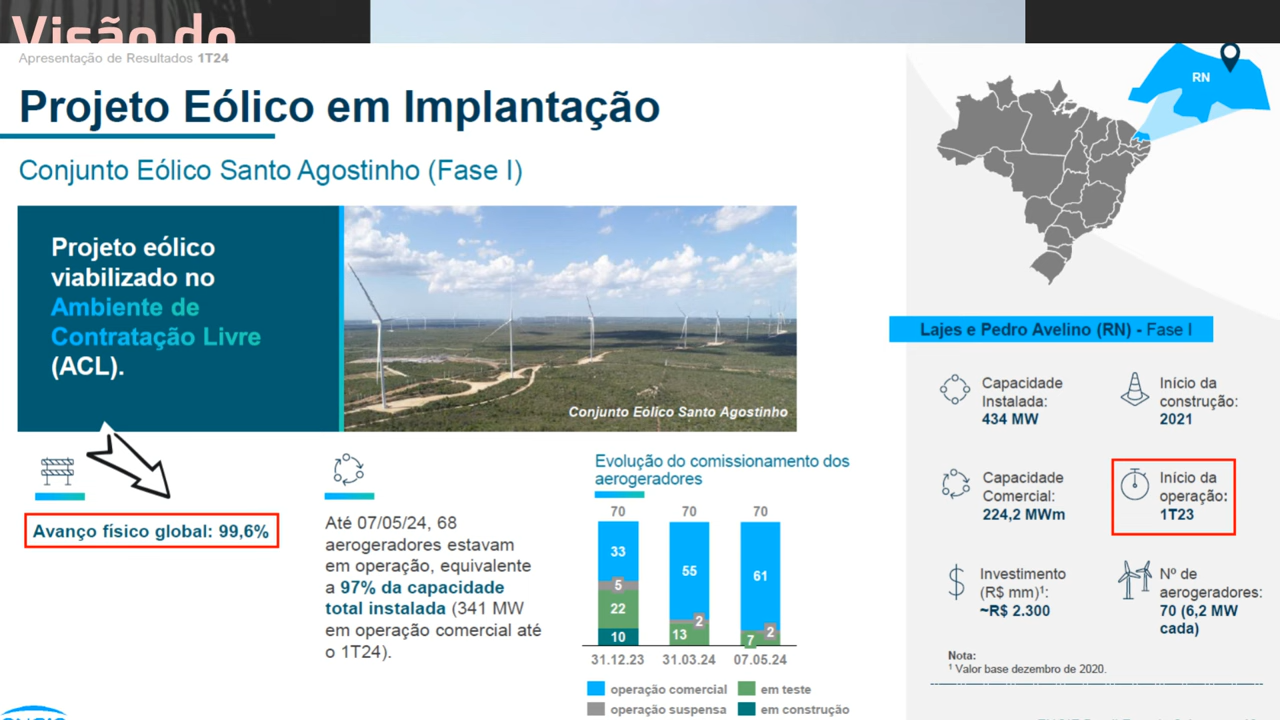 Visão do
Apresentação de Resultados 1T24
Projeto Eólico em Implantação
Conjunto Eólico Santo Agostinho (Fase I)
Projeto eólico
viabilizado no
Ambiente de
Contratação Livre
(ACL).
Conjunto Eólico Santo Agostinho
Avanço físico global: 99,6%
Até 07/05/24, 68
aerogeradores estavam
em operação, equivalente
a 97% da capacidade
total instalada (341 MW
em operação comercial até
o 1T24).
Evolução do comissionamento dos
aerogeradores
70 70 70
33 55 61
5 2 2
22 13 7
10
31.12.23 31.03.24 07.05.24
operação comercial em teste
operação suspensa em construção
RN
Lajes e Pedro Avelino (RN) - Fase I
Capacidade
Instalada:
434 MW
Início da
construção:
2021
Capacidade
Comercial:
224,2 MWm
Início da
operação:
1T23
Investimento
(R$ mm)¹:
~R$ 2.300
Nº de
aerogeradores:
70 (6,2 MW
cada)
Nota:
¹ Valor base dezembro de 2020.